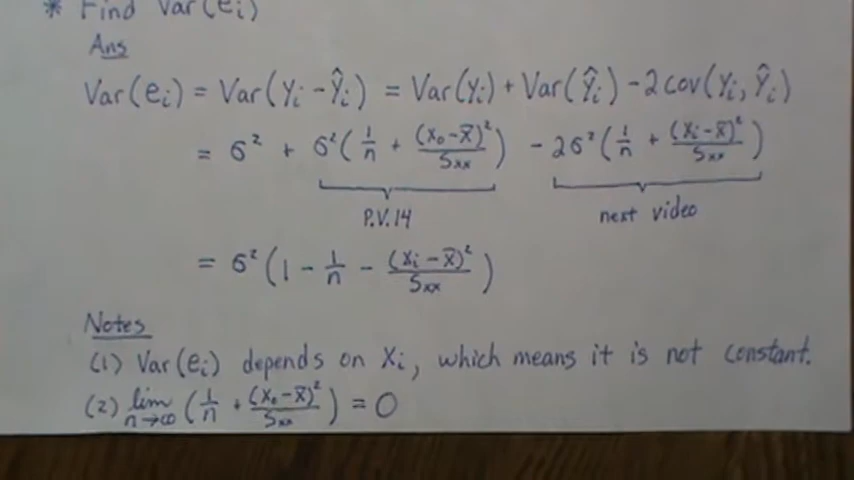 * Find Var(eᵢ)
Ans
Var(eᵢ) = Var(Yᵢ - Ŷᵢ) = Var(Yᵢ) + Var(Ŷᵢ) - 2cov(Yᵢ, Ŷᵢ)
= σ² + σ²(1/n + (x₀ - x̄)²/Sxx) - 2σ²(1/n + (xᵢ - x̄)²/Sxx)
P.V.14 next video
= σ²(1 - 1/n - (xᵢ - x̄)²/Sxx)
Notes
(1) Var(eᵢ) depends on Xᵢ, which means it is not constant.
(2) lim n→∞ (1/n + (x₀ - x̄)²/Sxx) = 0